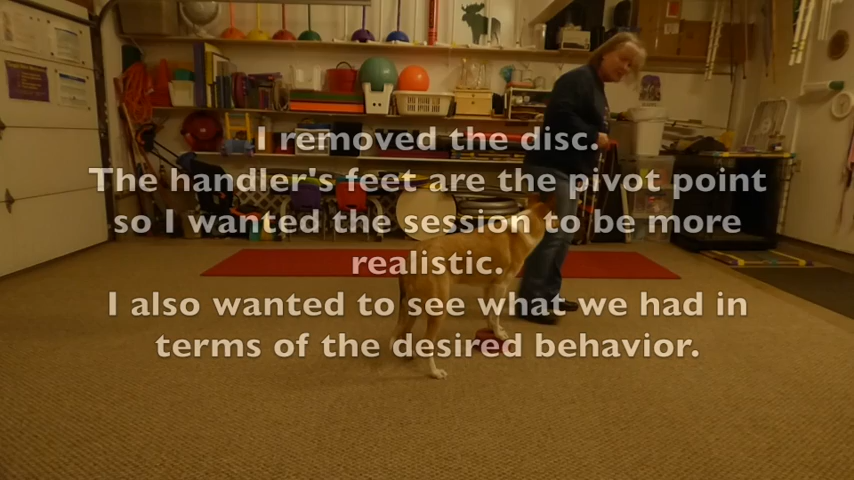 I removed the disc.
The handler's feet are the pivot point
so I wanted the session to be more
realistic.
I also wanted to see what we had in
terms of the desired behavior.